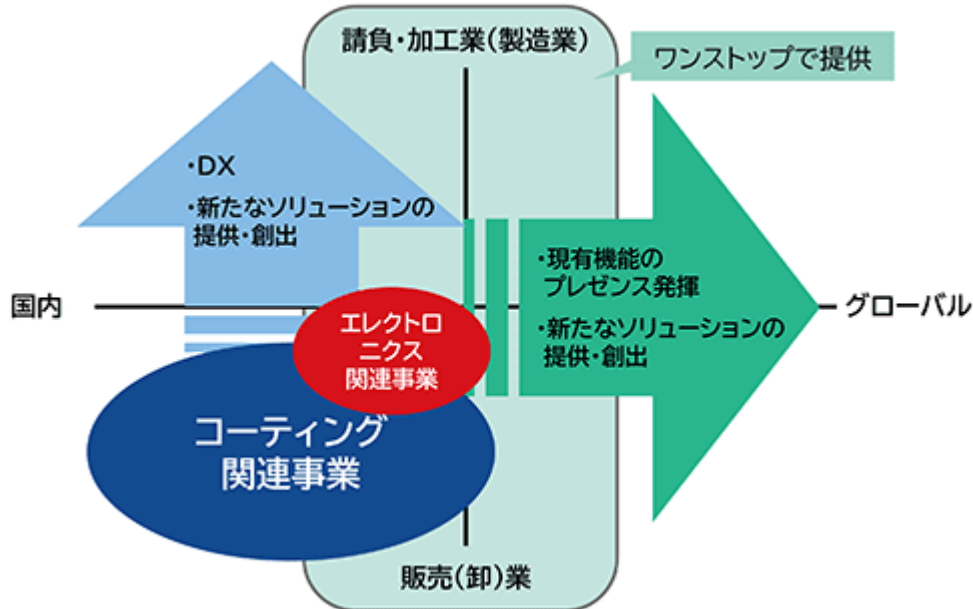 請負・加工業(製造業)
ワンストップで提供
・DX
・新たなソリューションの
提供・創出
・現有機能の
プレゼンス発揮
・新たなソリューションの
提供・創出
国内
グローバル
エレクトロ
ニクス
関連事業
コーティング
関連事業
販売(卸)業